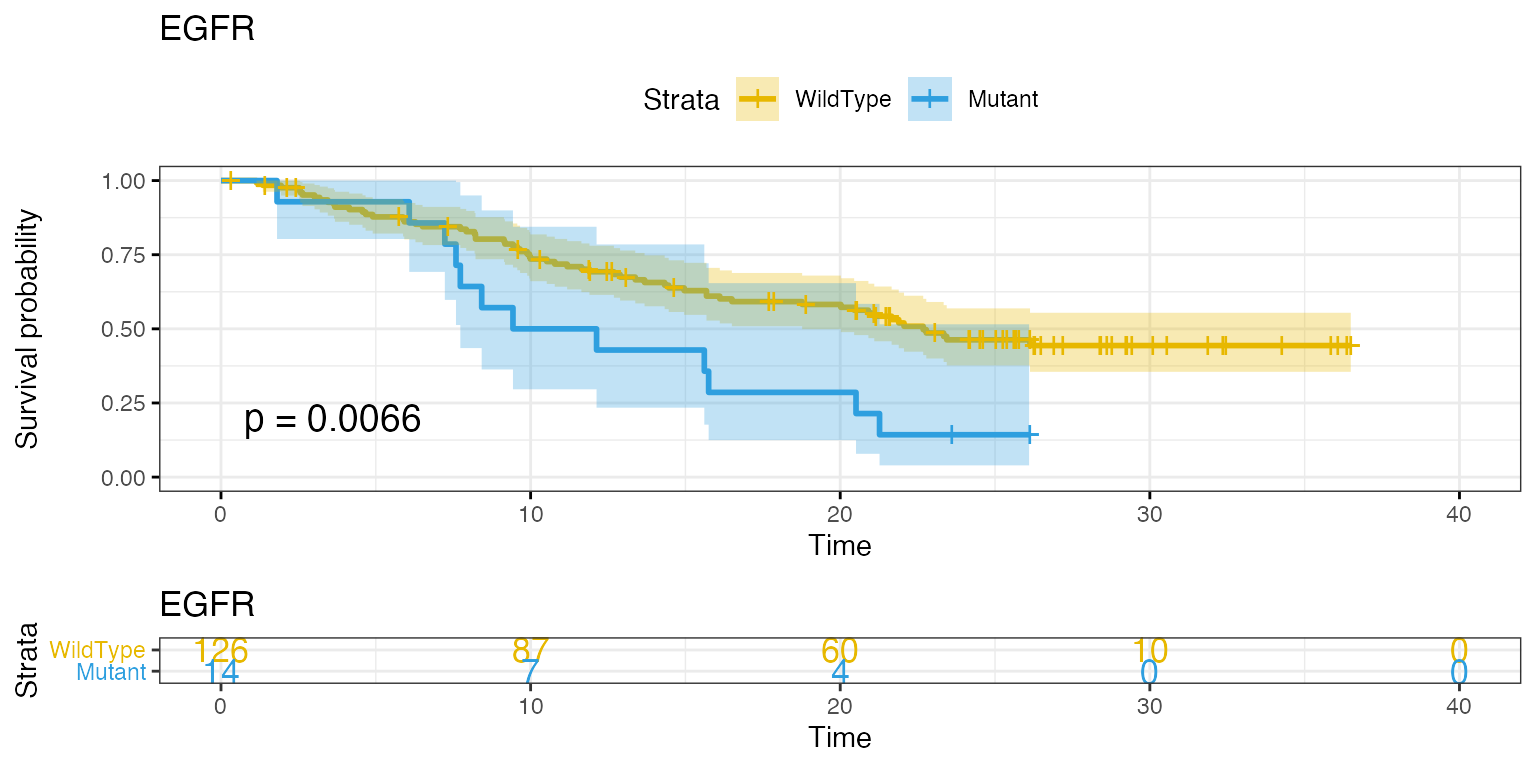 EGFR
Strata WildType Mutant
Survival probability
1.00
0.75
0.50
0.25
0.00
p = 0.0066
0 10 20 30 40
Time
EGFR
Strata
WildType 126 87 60 10 0
Mutant 14 7 4 0 0
0 10 20 30 40
Time